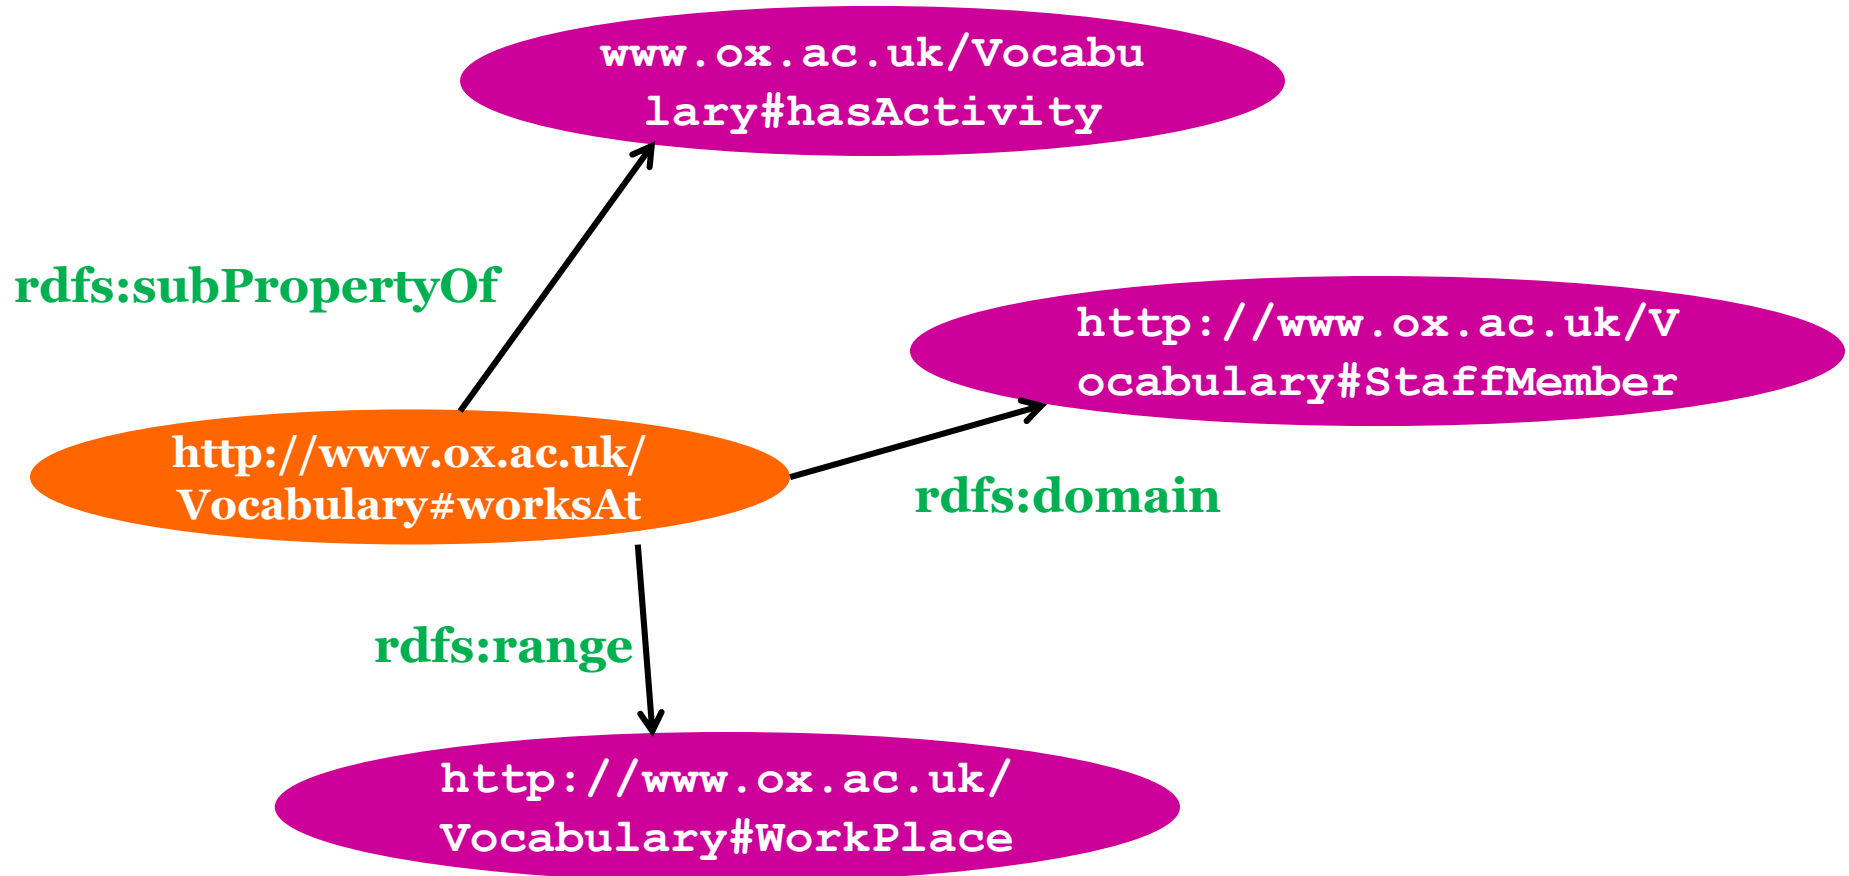 www.ox.ac.uk/Vocabu
lary#hasActivity
rdfs:subPropertyOf
http://www.ox.ac.uk/V
ocabulary#StaffMember
http://www.ox.ac.uk/
Vocabulary#worksAt
rdfs:domain
rdfs:range
http://www.ox.ac.uk/
Vocabulary#WorkPlace